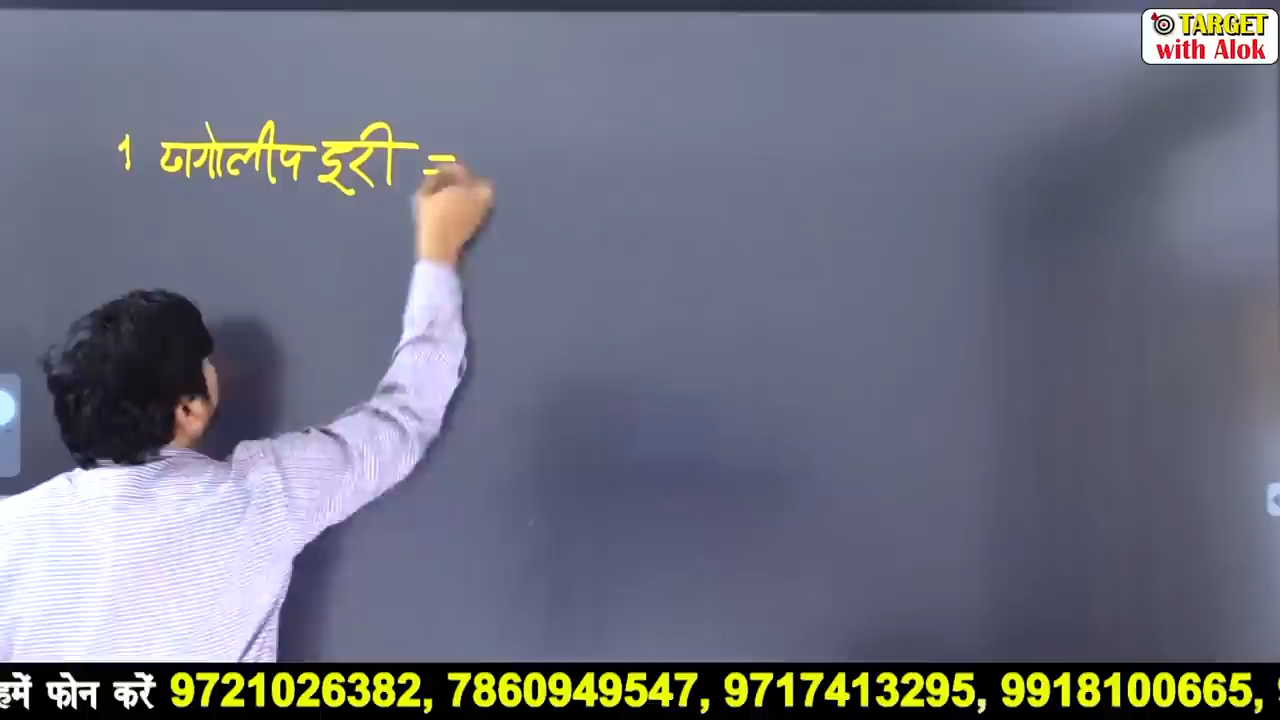 TARGET
with Alok
1 खगोलीय दूरी =
हमें फोन करें 9721026382, 7860949547, 9717413295, 9918100665,